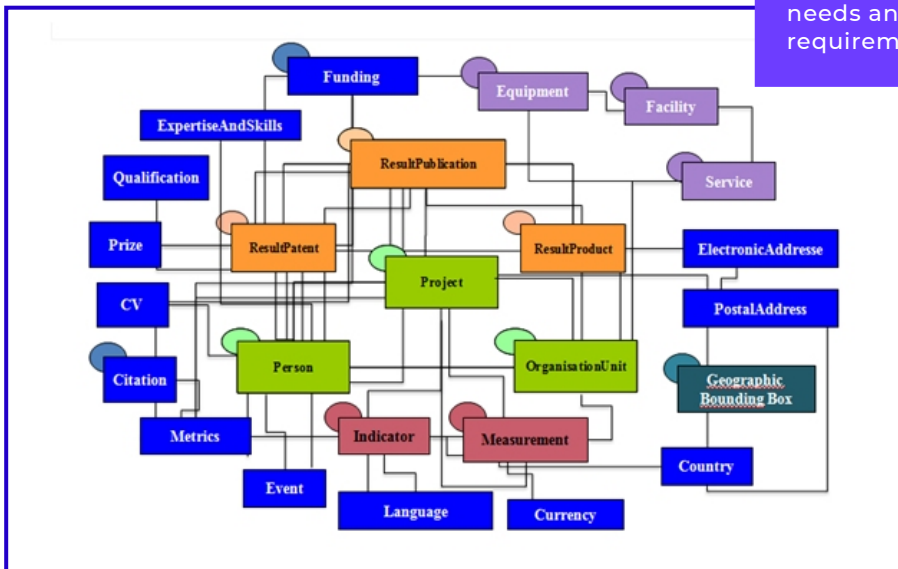 needs an
requirem
Funding
Equipment
Facility
ExpertiseAndSkills
ResultPublication
Qualification
Service
Prize
ResultPatent
ResultProduct
ElectronicAddresse
Project
CV
PostalAddress
Person
OrganisationUnit
Citation
Geographic
Bounding Box
Metrics
Indicator
Measurement
Country
Event
Language
Currency